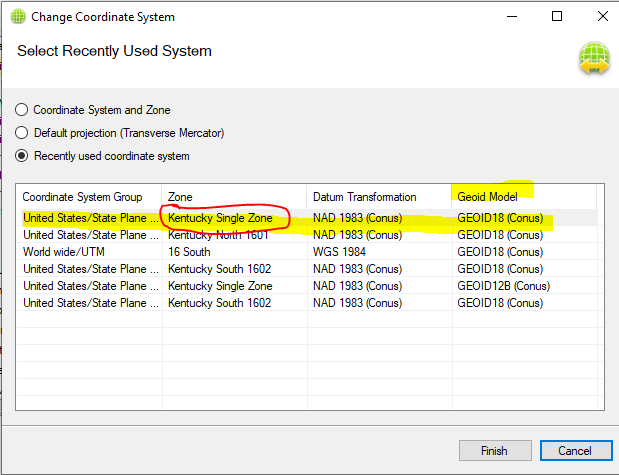 Change Coordinate System
Select Recently Used System
Coordinate System and Zone
Default projection (Transverse Mercator)
Recently used coordinate system
Coordinate System Group Zone Datum Transformation Geoid Model
United States/State Plane ... Kentucky Single Zone NAD 1983 (Conus) GEOID18 (Conus)
United States/State Plane ... Kentucky North 1601 NAD 1983 (Conus) GEOID18 (Conus)
World wide/UTM 16 South WGS 1984 GEOID18 (Conus)
United States/State Plane ... Kentucky South 1602 NAD 1983 (Conus) GEOID18 (Conus)
United States/State Plane ... Kentucky Single Zone NAD 1983 (Conus) GEOID12B (Conus)
United States/State Plane ... Kentucky South 1602 NAD 1983 (Conus) GEOID18 (Conus)
Finish Cancel